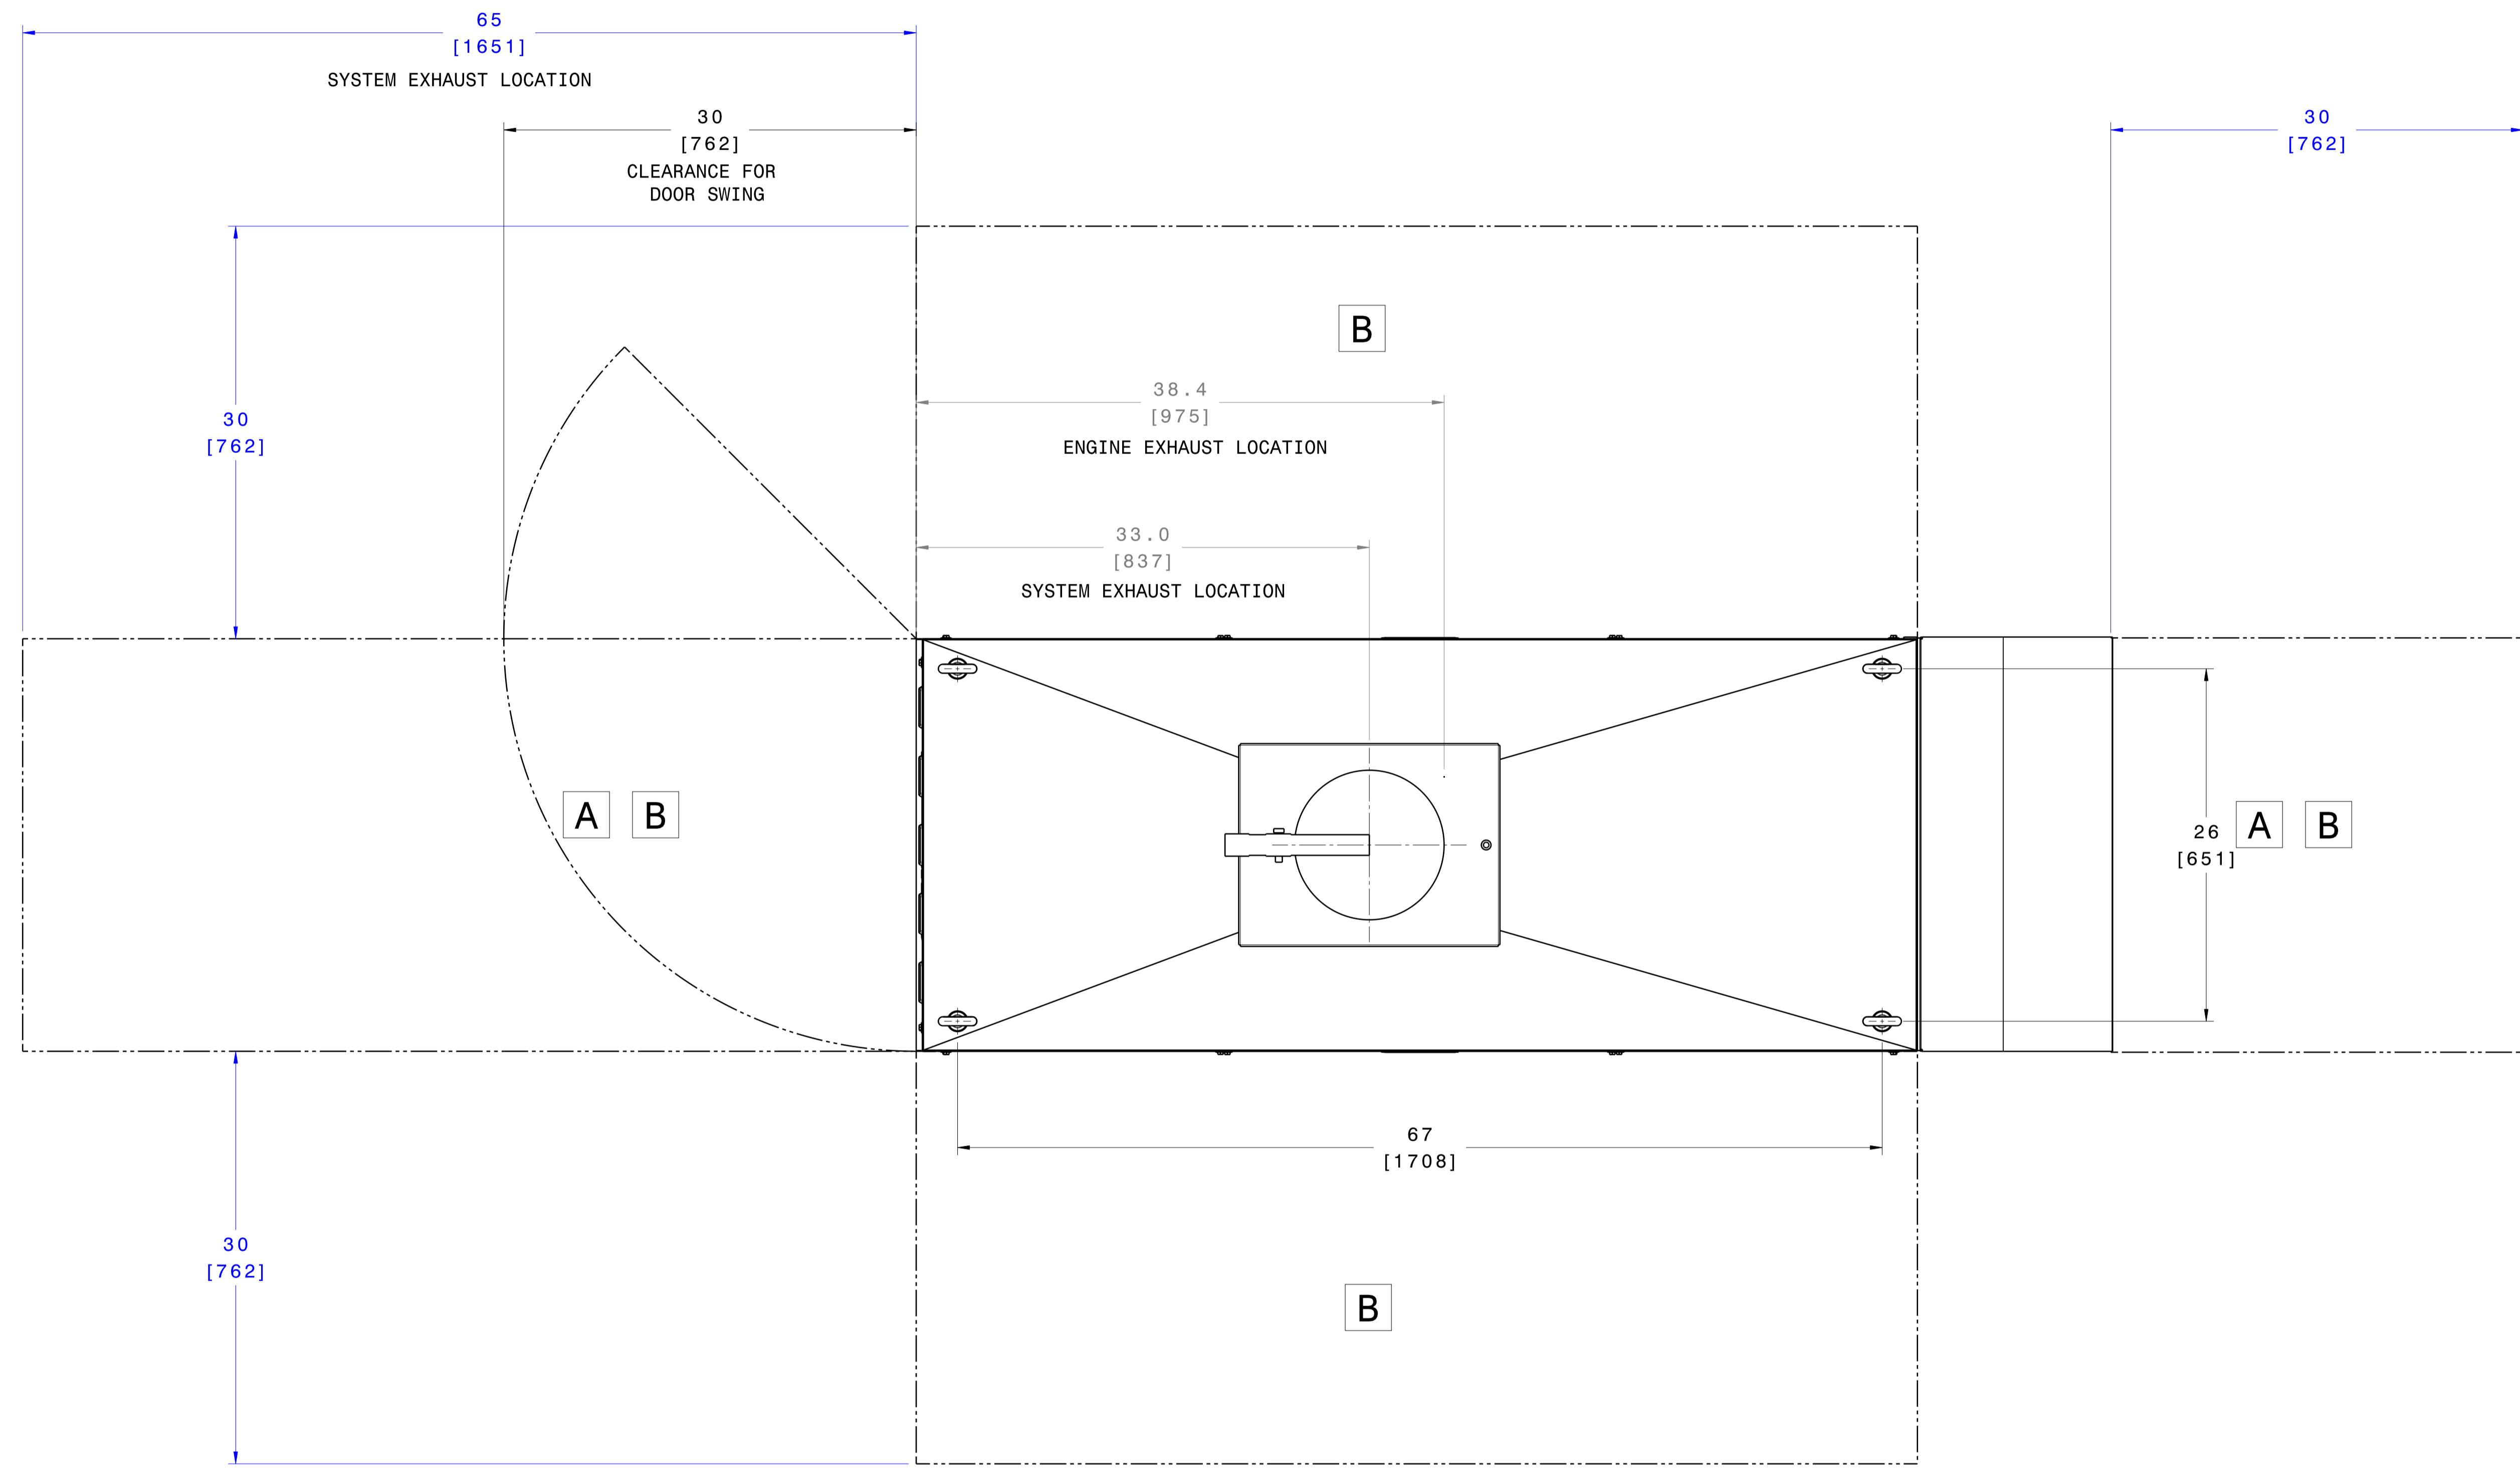 65
[1651]
SYSTEM EXHAUST LOCATION
30
[762]
CLEARANCE FOR
DOOR SWING
30
[762]
B
38.4
[975]
ENGINE EXHAUST LOCATION
30
[762]
33.0
[837]
SYSTEM EXHAUST LOCATION
A B
A B
26
[651]
67
[1708]
30
[762]
B